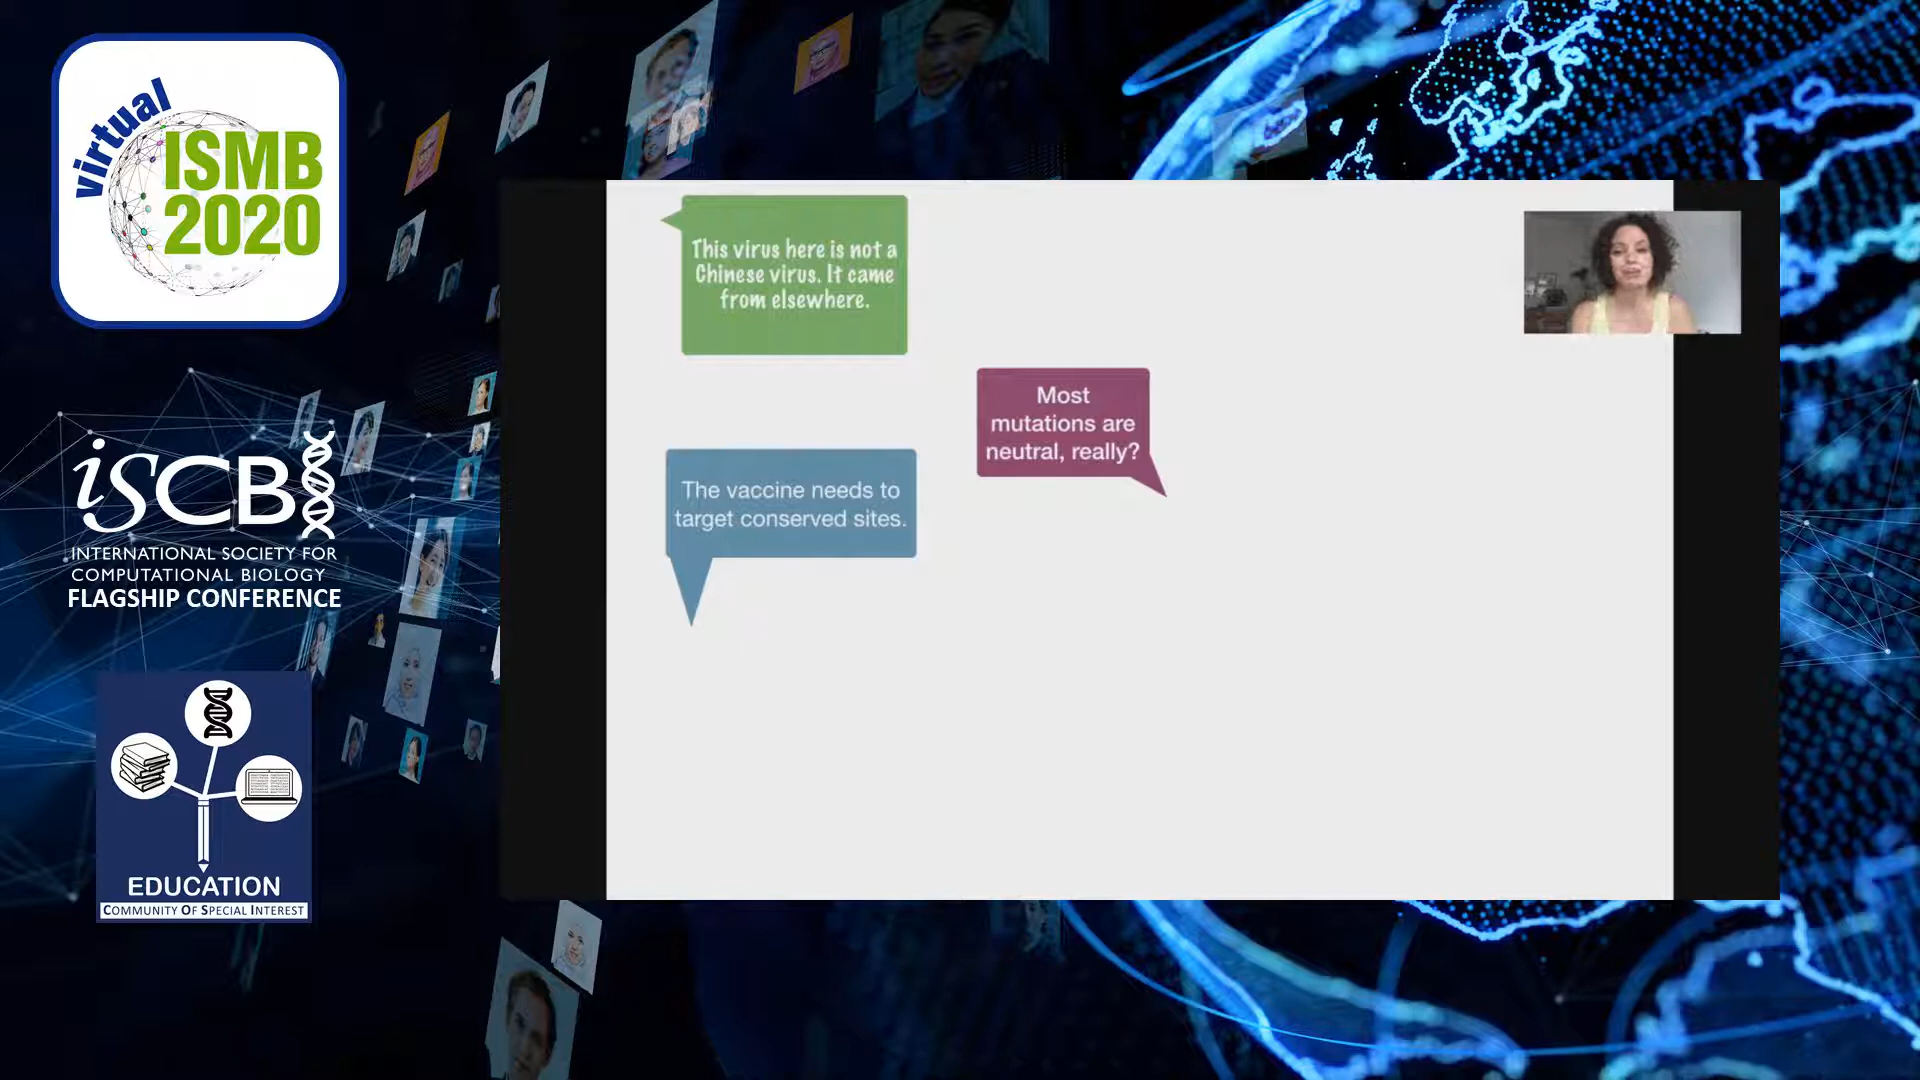 virtual
ISMB
2020
iSCB
INTERNATIONAL SOCIETY FOR
COMPUTATIONAL BIOLOGY
FLAGSHIP CONFERENCE
EDUCATION
COMMUNITY OF SPECIAL INTEREST
This virus here is not a
Chinese virus. It came
from elsewhere.
Most
mutations are
neutral, really?
The vaccine needs to
target conserved sites.